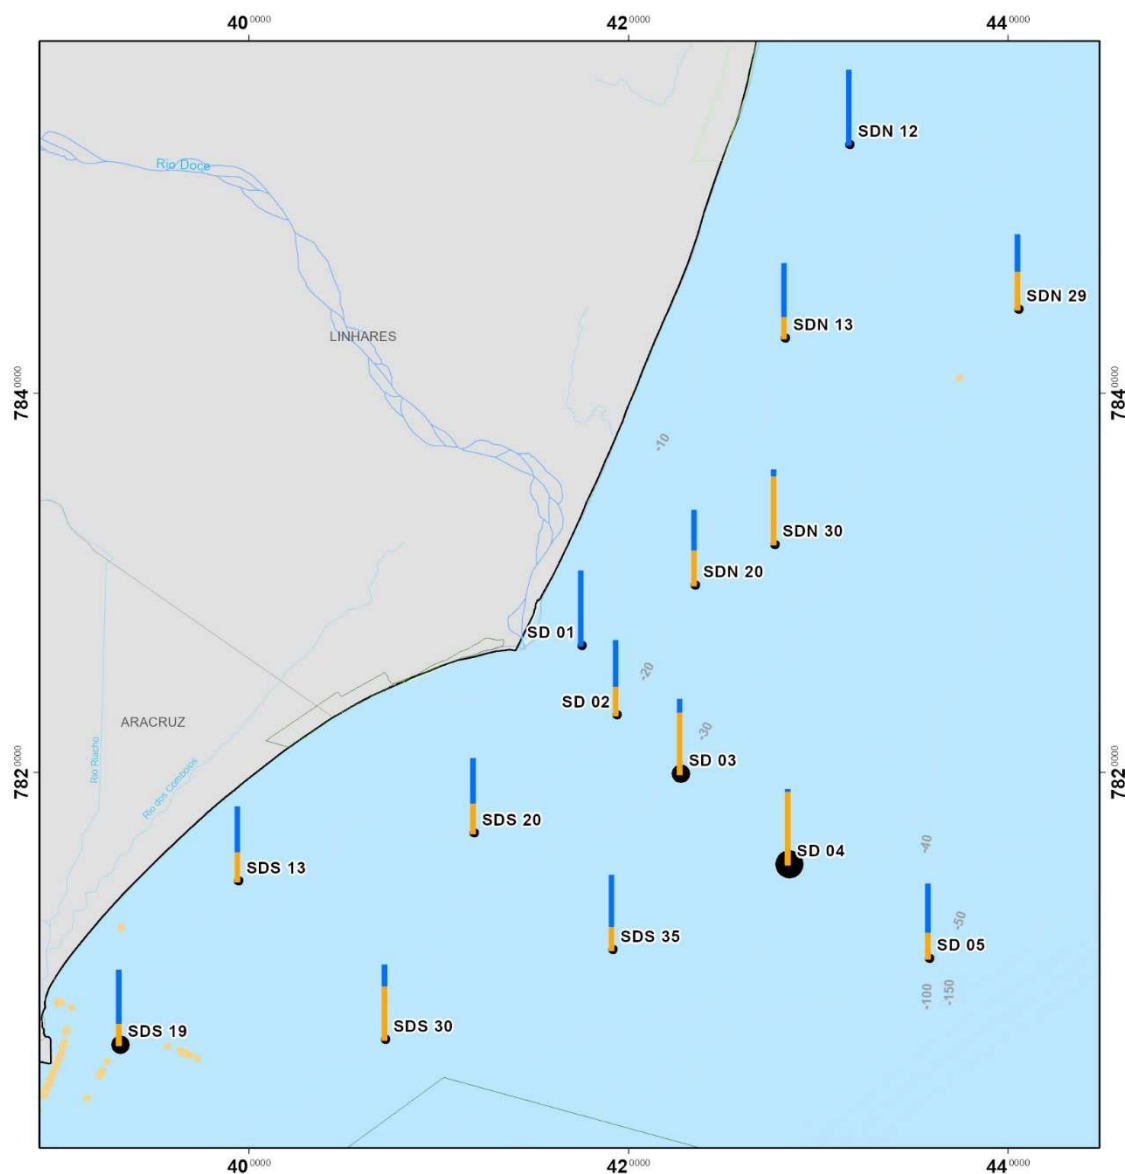 40⁰⁰⁰⁰ 42⁰⁰⁰⁰ 44⁰⁰⁰⁰
SDN 12
Rio Doce
SDN 29
SDN 13
LINHARES
784⁰⁰⁰⁰ 784⁰⁰⁰⁰
-10
SDN 30
SDN 20
SD 01
-20
SD 02
ARACRUZ
-30
Rio Riacho
SD 03
782⁰⁰⁰⁰ 782⁰⁰⁰⁰
Rio dos Comboios
SDS 20
-40
SD 04
SDS 13
-50
SDS 35
SD 05
-100
-150
SDS 19
SDS 30
40⁰⁰⁰⁰ 42⁰⁰⁰⁰ 44⁰⁰⁰⁰